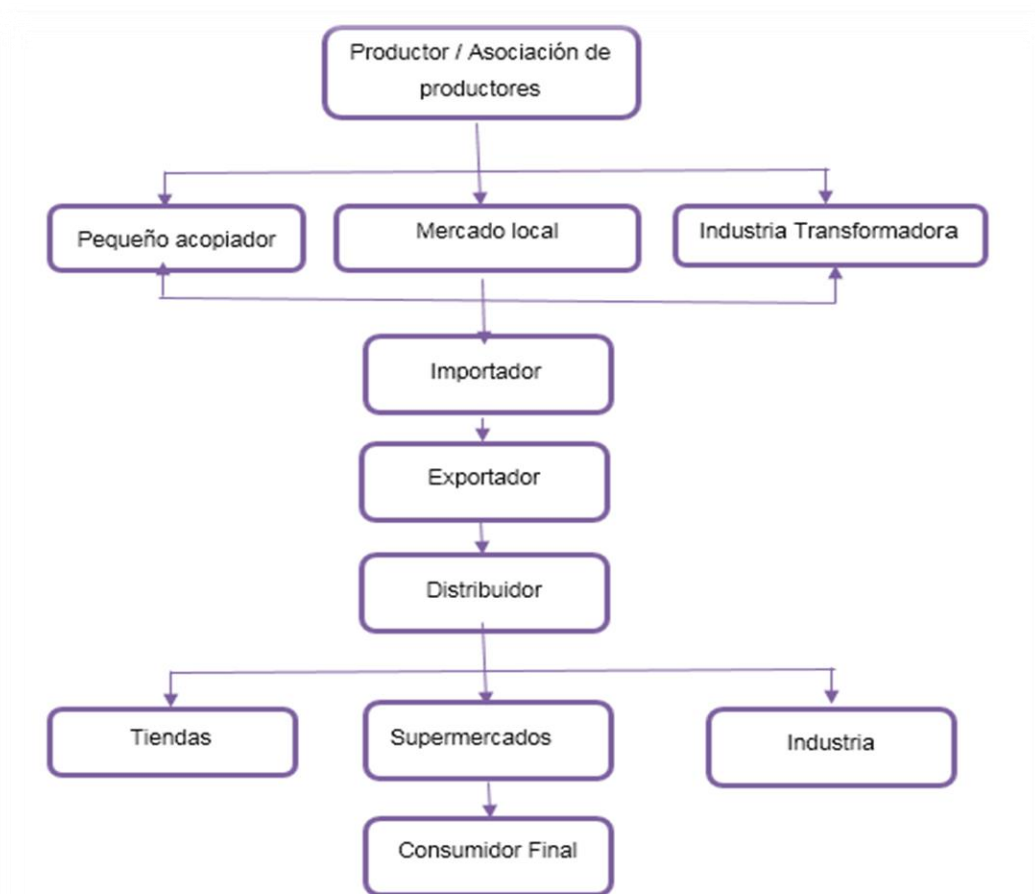 Productor / Asociación de
productores
Pequeño acopiador
Mercado local
Industria Transformadora
Importador
Exportador
Distribuidor
Tiendas
Supermercados
Industria
Consumidor Final